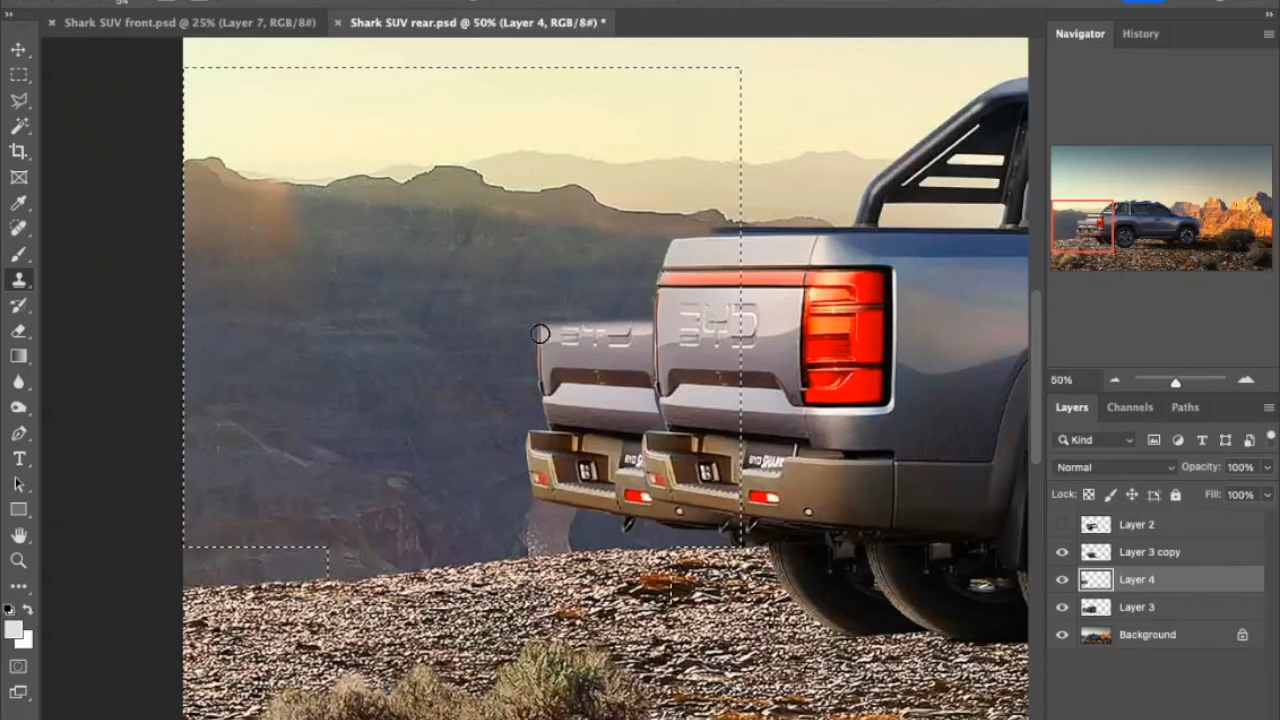 Shark SUV front.psd @ 25% (Layer 7, RGB/8#)
Shark SUV rear.psd @ 50% (Layer 4, RGB/8#) *
Navigator
History
BYD
BYD SHARK
50%
Layers
Channels
Paths
Kind
Normal
Opacity: 100%
Lock:
Fill: 100%
Layer 2
Layer 3 copy
Layer 4
Layer 3
Background